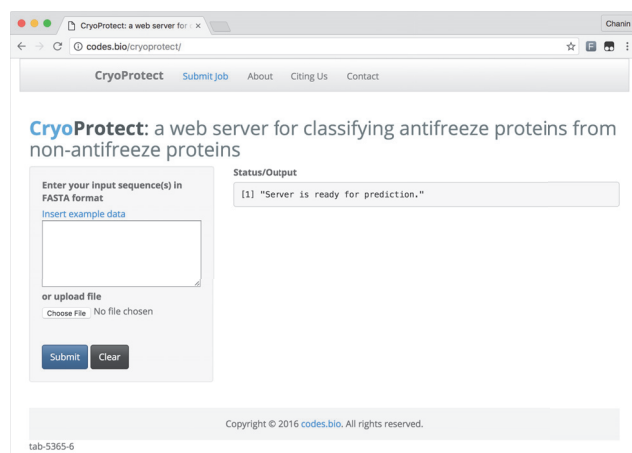 CryoProtect: a web server for c
Chanin
codes.bio/cryoprotect/
CryoProtect Submit Job About Citing Us Contact
CryoProtect: a web server for classifying antifreeze proteins from
non-antifreeze proteins
Enter your input sequence(s) in
FASTA format
Insert example data
or upload file
Choose File No file chosen
Submit Clear
Status/Output
[1] "Server is ready for prediction."
Copyright © 2016 codes.bio. All rights reserved.
tab-5365-6